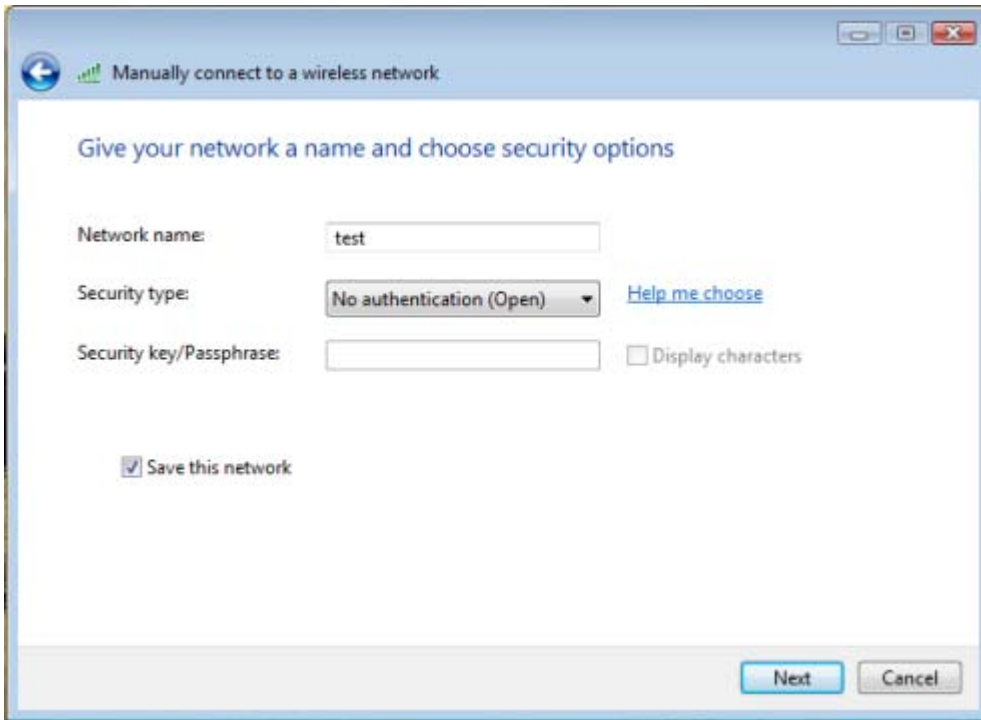 Manually connect to a wireless network
Give your network a name and choose security options
Network name: test
Security type: No authentication (Open) Help me choose
Security key/Passphrase: Display characters
Save this network
Next Cancel